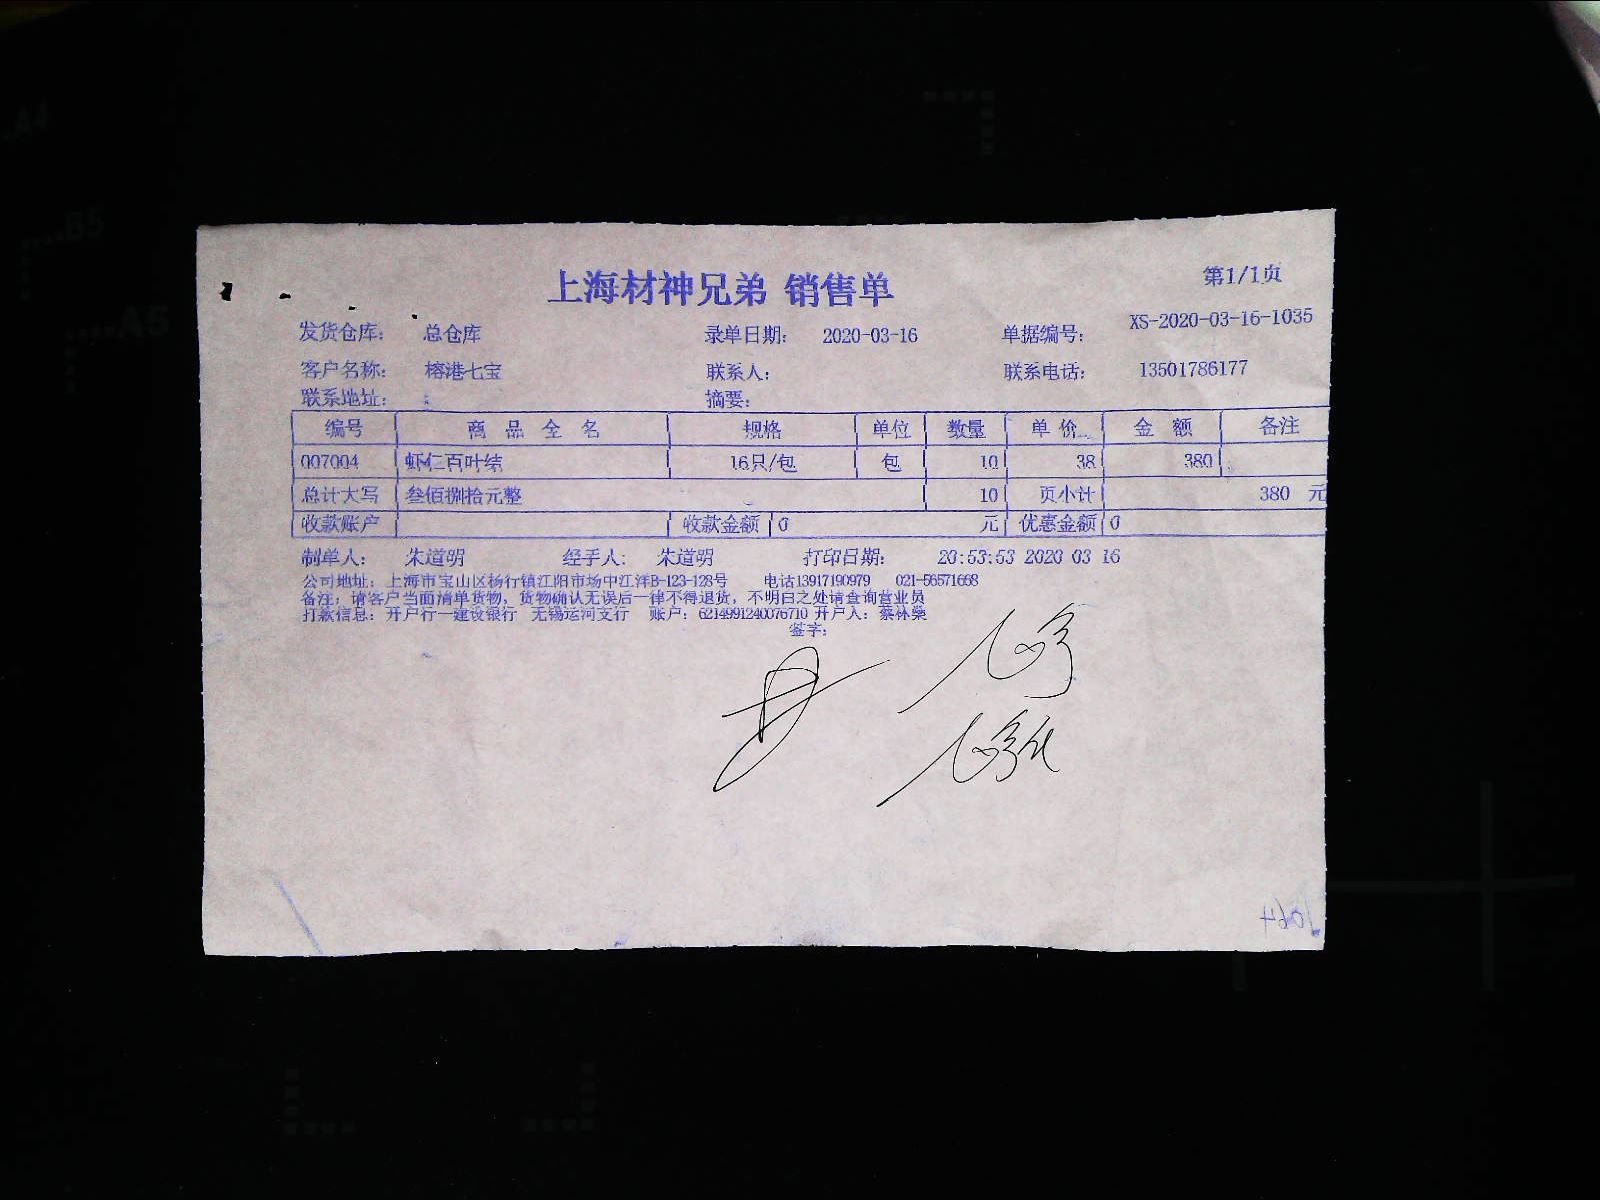 上海材神兄弟 销售单
第1/1页
发货仓库: 总仓库 录单日期: 2020-03-16 单据编号: XS-2020-03-16-1035
客户名称: 榕港七宝 联系人: 联系电话: 13501786177
联系地址: 摘要:
编号 商品全名 规格 单位 数量 单价 金额 备注
007004 虾仁百叶结 16只/包 包 10 38 380
总计大写 叁佰捌拾元整 10 页小计 380 元
收款账户 收款金额 0 元 优惠金额 0
制单人: 朱道明 经手人: 朱道明 打印日期: 20:53:53 2020 03 16
公司地址: 上海市宝山区杨行镇江阳市场中江洋B-123-128号 电话13917190979 021-56571668
备注: 请客户当面清单货物, 货物确认无误后一律不得退货, 不明白之处请查询营业员
打款信息: 开户行一建设银行 无锡运河支行 账户: 6214991240076710 开户人: 蔡林燊
签字:
A4
B5
A5